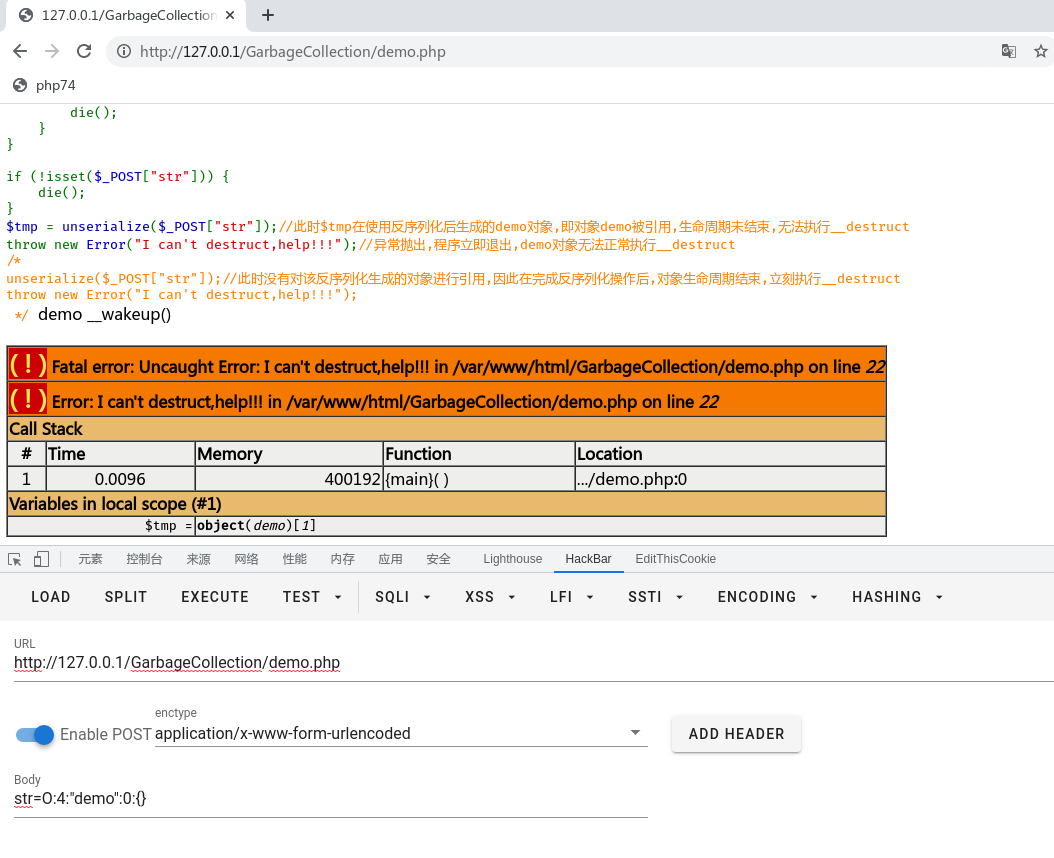 127.0.0.1/GarbageCollection
http://127.0.0.1/GarbageCollection/demo.php
php74
die();
}
}
if (!isset($_POST["str"])) {
die();
}
$tmp = unserialize($_POST["str"]);//此时$tmp在使用反序列化后生成的demo对象,即对象demo被引用,生命周期未结束,无法执行__destruct
throw new Error("I can't destruct,help!!!");//异常抛出,程序立即退出,demo对象无法正常执行__destruct
/*
unserialize($_POST["str"]);//此时没有对该反序列化生成的对象进行引用,因此在完成反序列化操作后,对象生命周期结束,立刻执行__destruct
throw new Error("I can't destruct,help!!!");
*/ demo __wakeup()
( ! ) Fatal error: Uncaught Error: I can't destruct,help!!! in /var/www/html/GarbageCollection/demo.php on line 22
( ! ) Error: I can't destruct,help!!! in /var/www/html/GarbageCollection/demo.php on line 22
Call Stack
# Time Memory Function Location
1 0.0096 400192 {main}( ) .../demo.php:0
Variables in local scope (#1)
$tmp = object(demo)[1]
元素 控制台 来源 网络 性能 内存 应用 安全 Lighthouse HackBar EditThisCookie
LOAD SPLIT EXECUTE TEST SQLI XSS LFI SSTI ENCODING HASHING
URL
http://127.0.0.1/GarbageCollection/demo.php
enctype
Enable POST application/x-www-form-urlencoded ADD HEADER
Body
str=O:4:"demo":0:{}